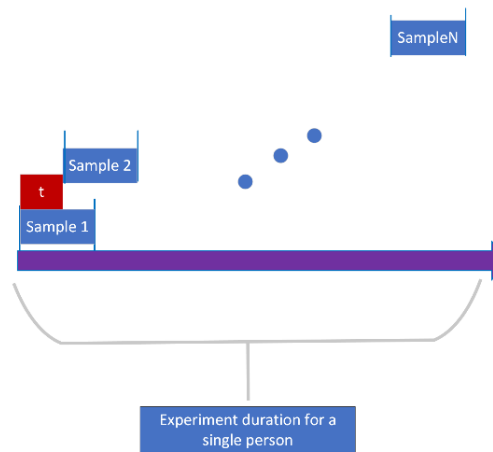 SampleN
Sample 2
t
Sample 1
Experiment duration for a
single person